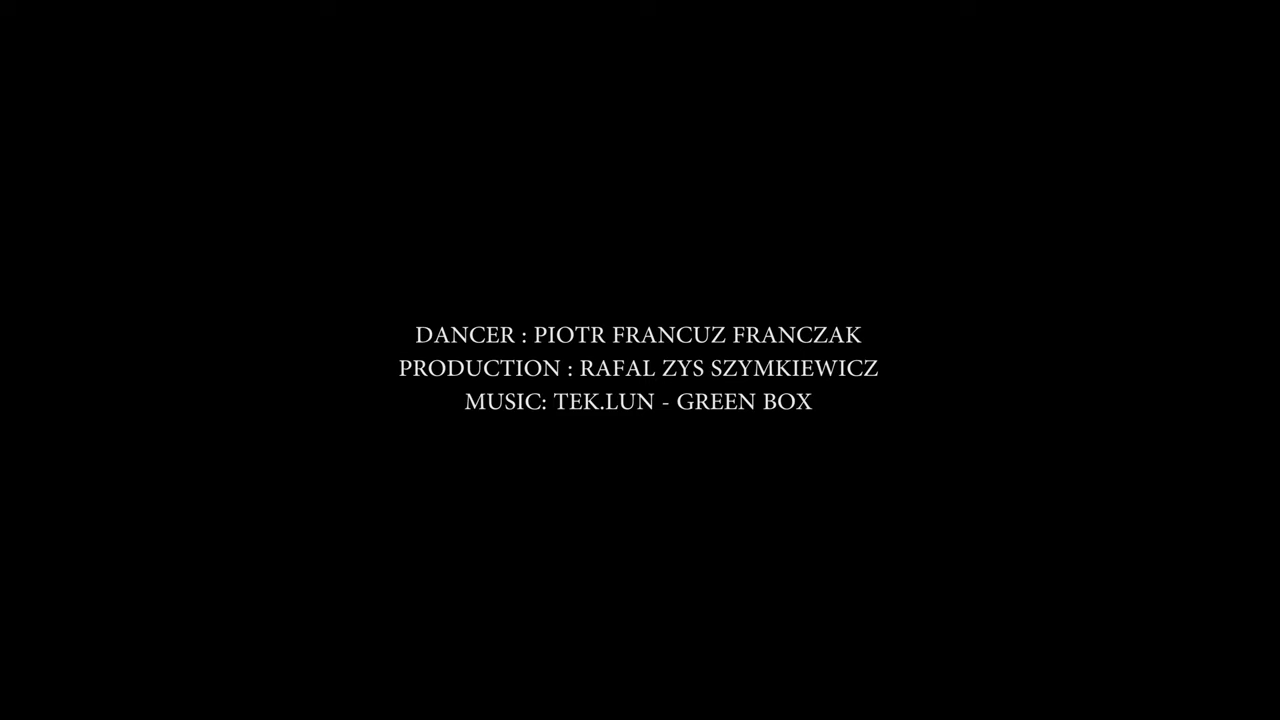 DANCER : PIOTR FRANCUZ FRANCZAK
PRODUCTION : RAFAL ZYS SZYMKIEWICZ
MUSIC: TEK.LUN - GREEN BOX